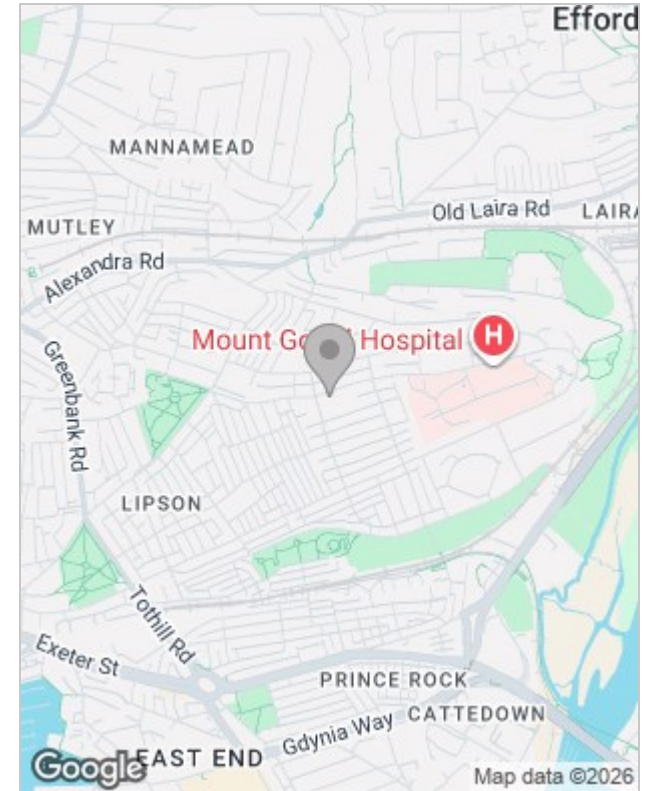 Efford
MANNAMEAD
Old Laira Rd
MUTLEY
Alexandra Rd
Hospital
H
Greenbank Rd
LIPSON
Tothill Rd
Exeter St
PRINCE ROCK
CATTEDOWN
Gdynia Way
EAST END
Google
Map data ©2026